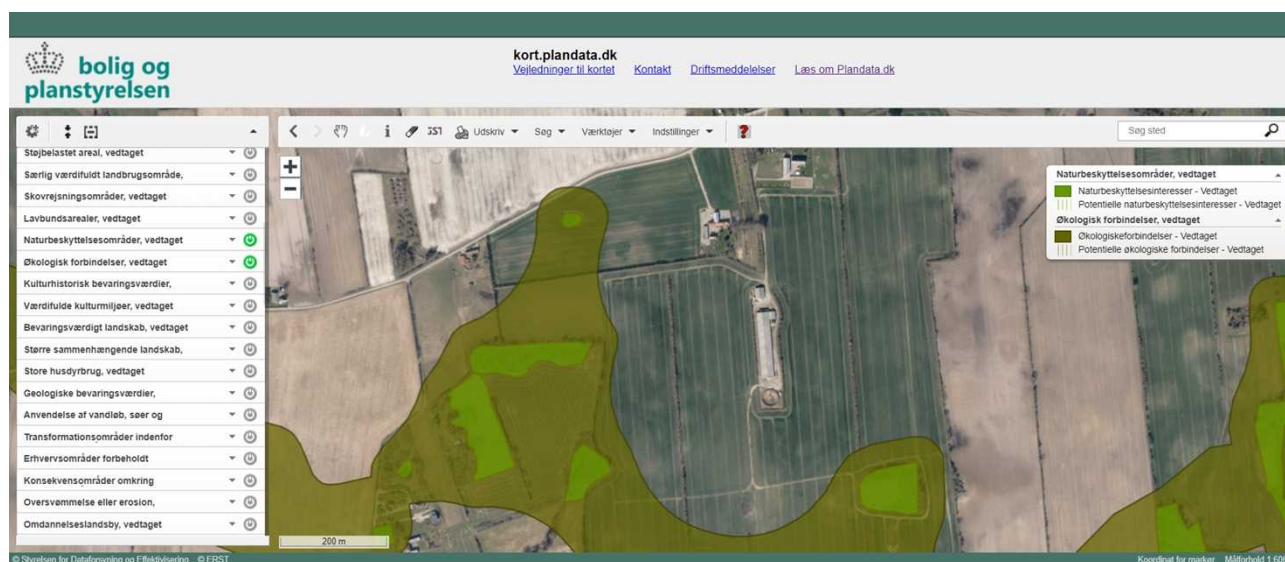 bolig og
planstyrelsen
kort.plandata.dk
Vejledninger til kortet Kontakt Driftsmeddelelser Læs om Plandata.dk
Udskriv Søg Værktøjer Indstillinger ? Søg sted
Støjbelastet areal, vedtaget
Særlig værdifuldt landbrugsområde,
Skovrejsningsområder, vedtaget
Lavbundsarealer, vedtaget
Naturbeskyttelsesområder, vedtaget
Økologisk forbindelser, vedtaget
Kulturhistorisk bevaringsværdier,
Værdifulde kulturmiljøer, vedtaget
Bevaringsværdigt landskab, vedtaget
Større sammenhængende landskab,
Store husdyrbrug, vedtaget
Geologiske bevaringsværdier,
Anvendelse af vandløb, søer og
Transformationsområder indenfor
Erhvervsområder forbeholdt
Konsekvensområder omkring
Oversvømmelse eller erosion,
Omdannelseslandsby, vedtaget
+
−
Naturbeskyttelsesområder, vedtaget
Naturbeskyttelsesinteresser - Vedtaget
Potentielle naturbeskyttelsesinteresser - Vedtaget
Økologisk forbindelser, vedtaget
Økologiskeforbindelser - Vedtaget
Potentielle økologiske forbindelser - Vedtaget
200 m
© Styrelsen for Dataforsyning og Effektivisering © ERST
Koordinat for markør Målforhold